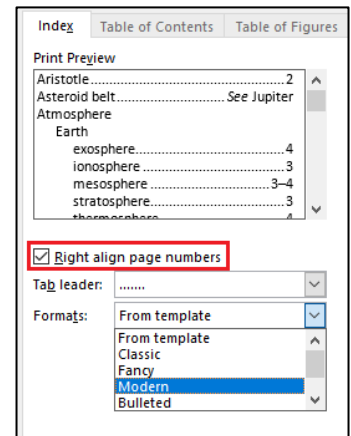 Index Table of Contents Table of Figures
Print Preview
Aristotle..................................................2
Asteroid belt........................... See Jupiter
Atmosphere
Earth
exosphere.........................................4
ionosphere .......................................3
mesosphere ................................3–4
stratosphere.....................................3
thermosphere ..................................4
Right align page numbers
Tab leader: .......
Formats: From template
From template
Classic
Fancy
Modern
Bulleted